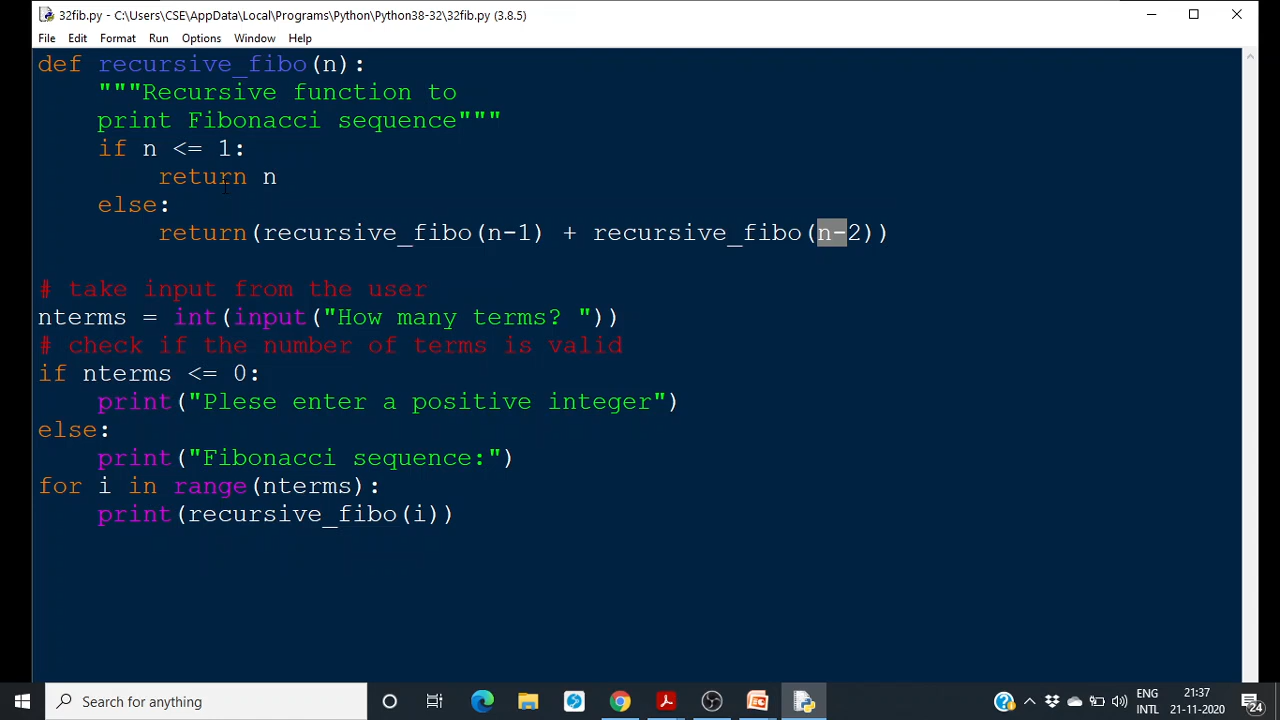 32fib.py - C:\Users\CSE\AppData\Local\Programs\Python\Python38-32\32fib.py (3.8.5)
File Edit Format Run Options Window Help
def recursive_fibo(n):
    """Recursive function to
    print Fibonacci sequence"""
    if n <= 1:
        return n
    else:
        return(recursive_fibo(n-1) + recursive_fibo(n-2))
# take input from the user
nterms = int(input("How many terms? "))
# check if the number of terms is valid
if nterms <= 0:
    print("Plese enter a positive integer")
else:
    print("Fibonacci sequence:")
for i in range(nterms):
    print(recursive_fibo(i))
Search for anything
ENG 21:37
INTL 21-11-2020 24